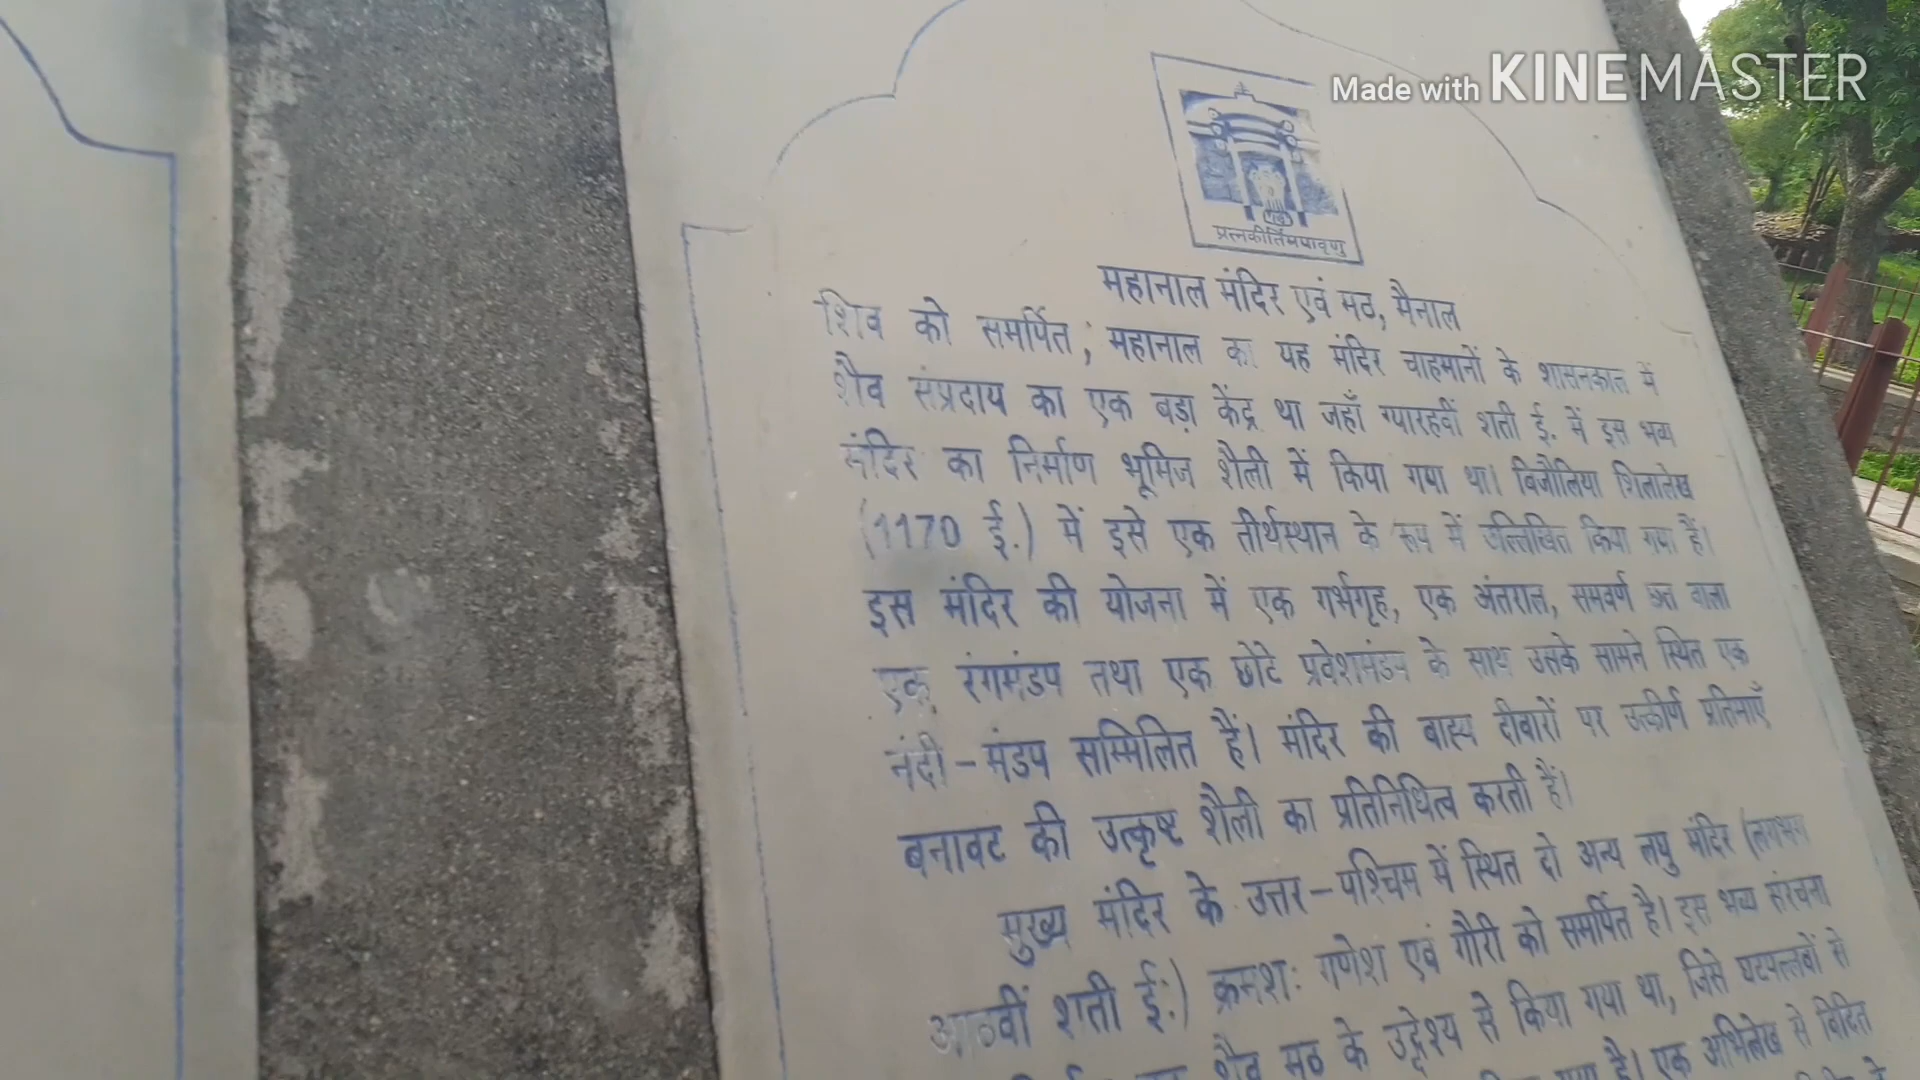 Made with KINEMASTER
प्रत्नकीर्तिमपावृणु
महानाल मंदिर एवं मठ, मैनाल
शिव को समर्पित, महानाल का यह मंदिर चाहमानों के शासनकाल में
शैव संप्रदाय का एक बड़ा केंद्र था जहाँ ग्यारहवीं शती ई. में इस भव्य
मंदिर का निर्माण भूमिज शैली में किया गया था। बिजौलिया शिलालेख
(1170 ई.) में इसे एक तीर्थस्थान के रूप में उल्लिखित किया गया है।
इस मंदिर की योजना में एक गर्भगृह, एक अंतराल, समवर्ण छत वाला
एक रंगमंडप तथा एक छोटे प्रवेशमंडप के साथ उसके सामने स्थित एक
नंदी-मंडप सम्मिलित हैं। मंदिर की वाह्य दीवारों पर उत्कीर्ण प्रतिमाएँ
बनावट की उत्कृष्ट शैली का प्रतिनिधित्व करती हैं।
मुख्य मंदिर के उत्तर-पश्चिम में स्थित दो अन्य लघु मंदिर (लगभग
आठवीं शती ई.) क्रमशः गणेश एवं गौरी को समर्पित है। इस भव्य संरचना
शैव मठ के उद्देश्य से किया गया था, जिसे घटपल्लवों से
है। एक अभिलेख से विदित